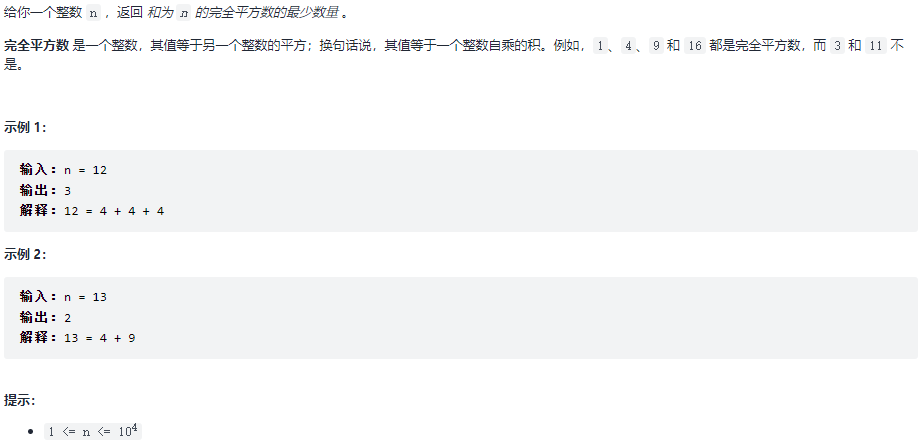 给你一个整数 n ，返回 和为 n 的完全平方数的最少数量 。
完全平方数 是一个整数，其值等于另一个整数的平方；换句话说，其值等于一个整数自乘的积。例如，1、4、9 和 16 都是完全平方数，而 3 和 11 不
是。
示例 1：
输入：n = 12
输出：3
解释：12 = 4 + 4 + 4
示例 2：
输入：n = 13
输出：2
解释：13 = 4 + 9
提示：
• 1 <= n <= 10⁴